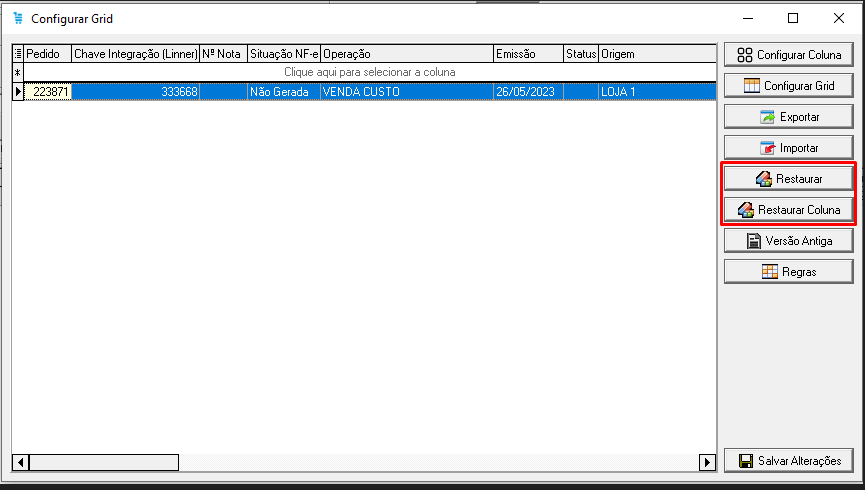 Configurar Grid
Pedido Chave Integração (Linner) Nº Nota Situação NF-e Operação Emissão Status Origem
Clique aqui para selecionar a coluna
223871 333668 Não Gerada VENDA CUSTO 26/05/2023 LOJA 1
Configurar Coluna
Configurar Grid
Exportar
Importar
Restaurar
Restaurar Coluna
Versão Antiga
Regras
Salvar Alterações